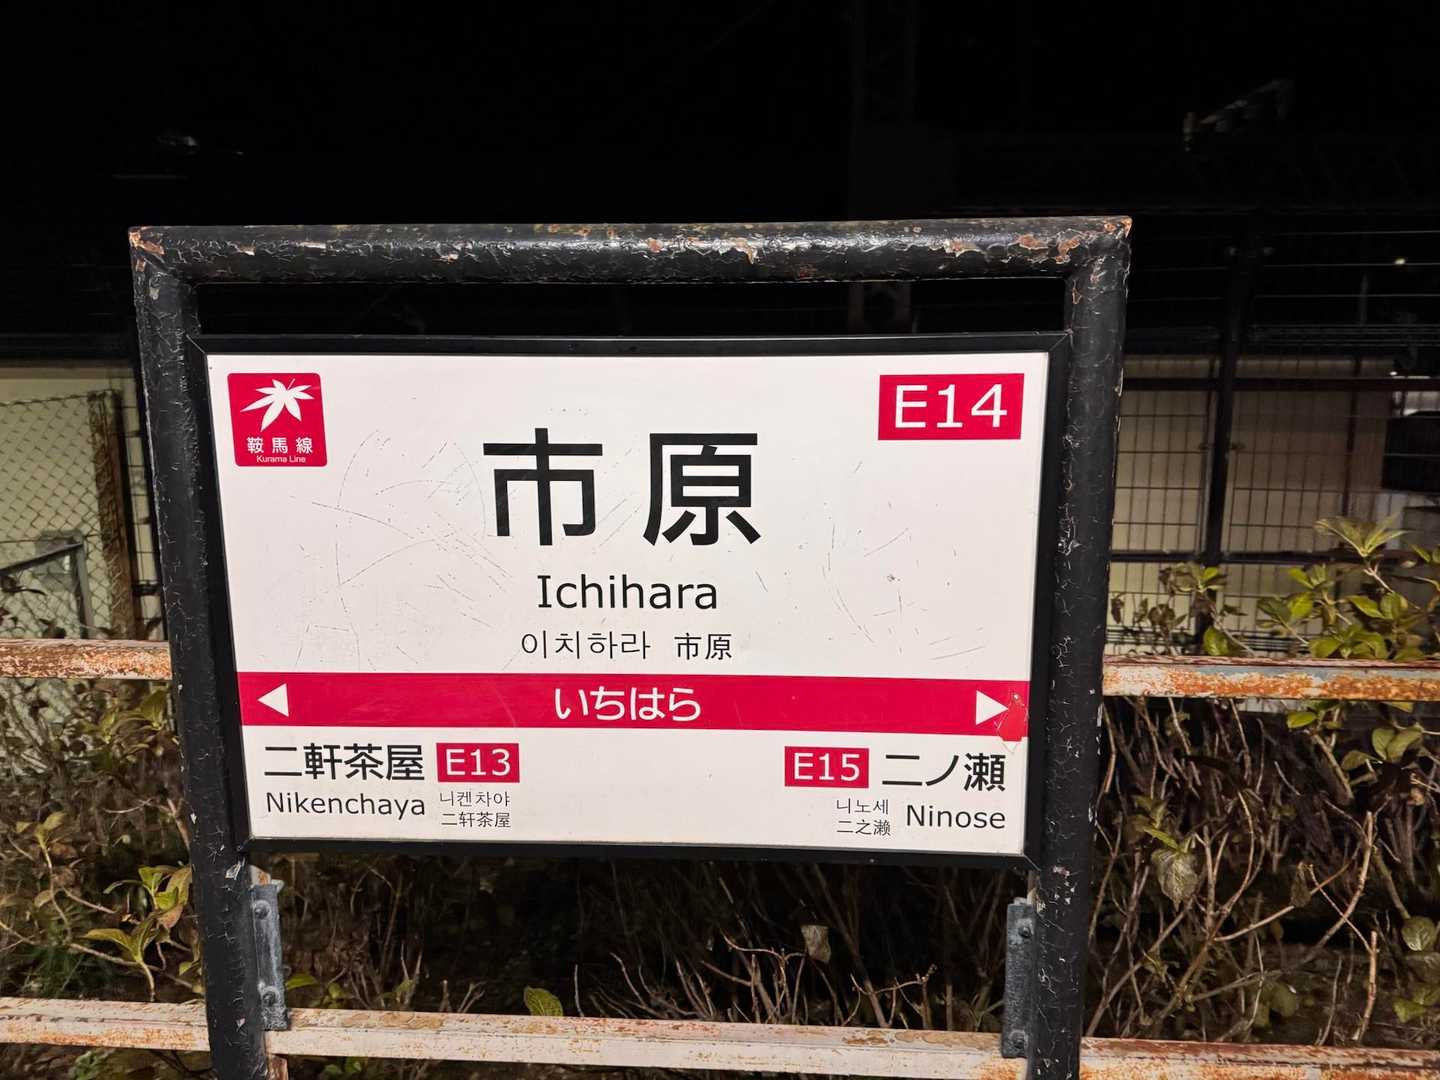 鞍馬線
Kurama Line
E14
市原
Ichihara
이치하라 市原
いちはら
二軒茶屋 E13
Nikenchaya 니켄차야
二轩茶屋
E15 二ノ瀬
니노세 Ninose
二之濑